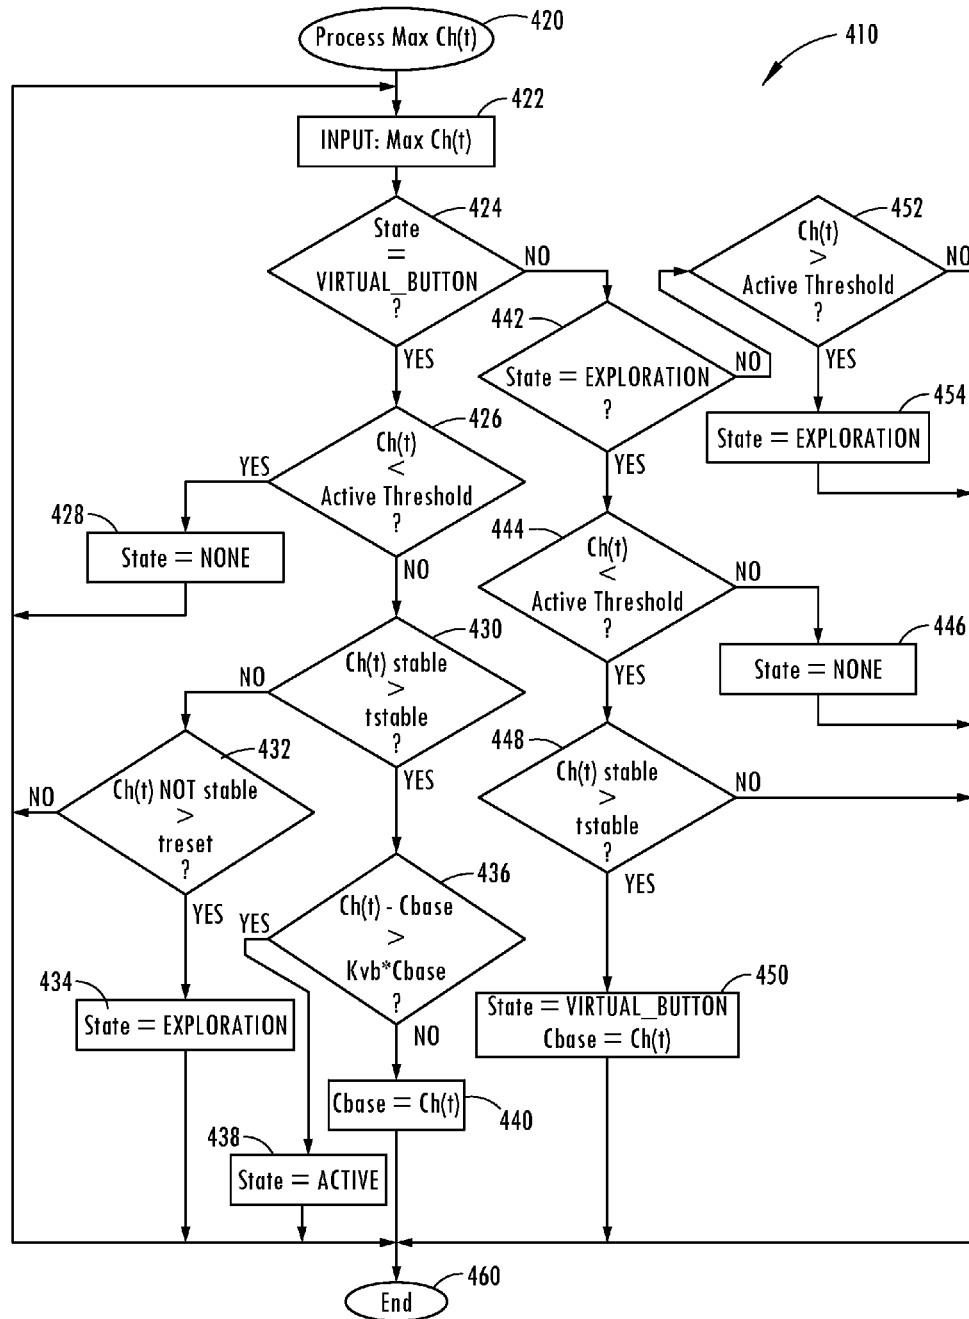 Process Max Ch(t)
420
410
422
INPUT: Max Ch(t)
424
State
=
VIRTUAL_BUTTON
?
NO
YES
452
Ch(t)
>
Active Threshold
?
NO
YES
442
State = EXPLORATION
?
NO
YES
454
State = EXPLORATION
426
Ch(t)
<
Active Threshold
?
YES
NO
428
State = NONE
444
Ch(t)
<
Active Threshold
?
NO
YES
446
State = NONE
430
Ch(t) stable
>
tstable
?
NO
YES
432
Ch(t) NOT stable
>
treset
?
NO
YES
448
Ch(t) stable
>
tstable
?
NO
YES
436
Ch(t) - Cbase
>
Kvb*Cbase
?
YES
NO
434
State = EXPLORATION
450
State = VIRTUAL_BUTTON
Cbase = Ch(t)
Cbase = Ch(t)
440
438
State = ACTIVE
460
End